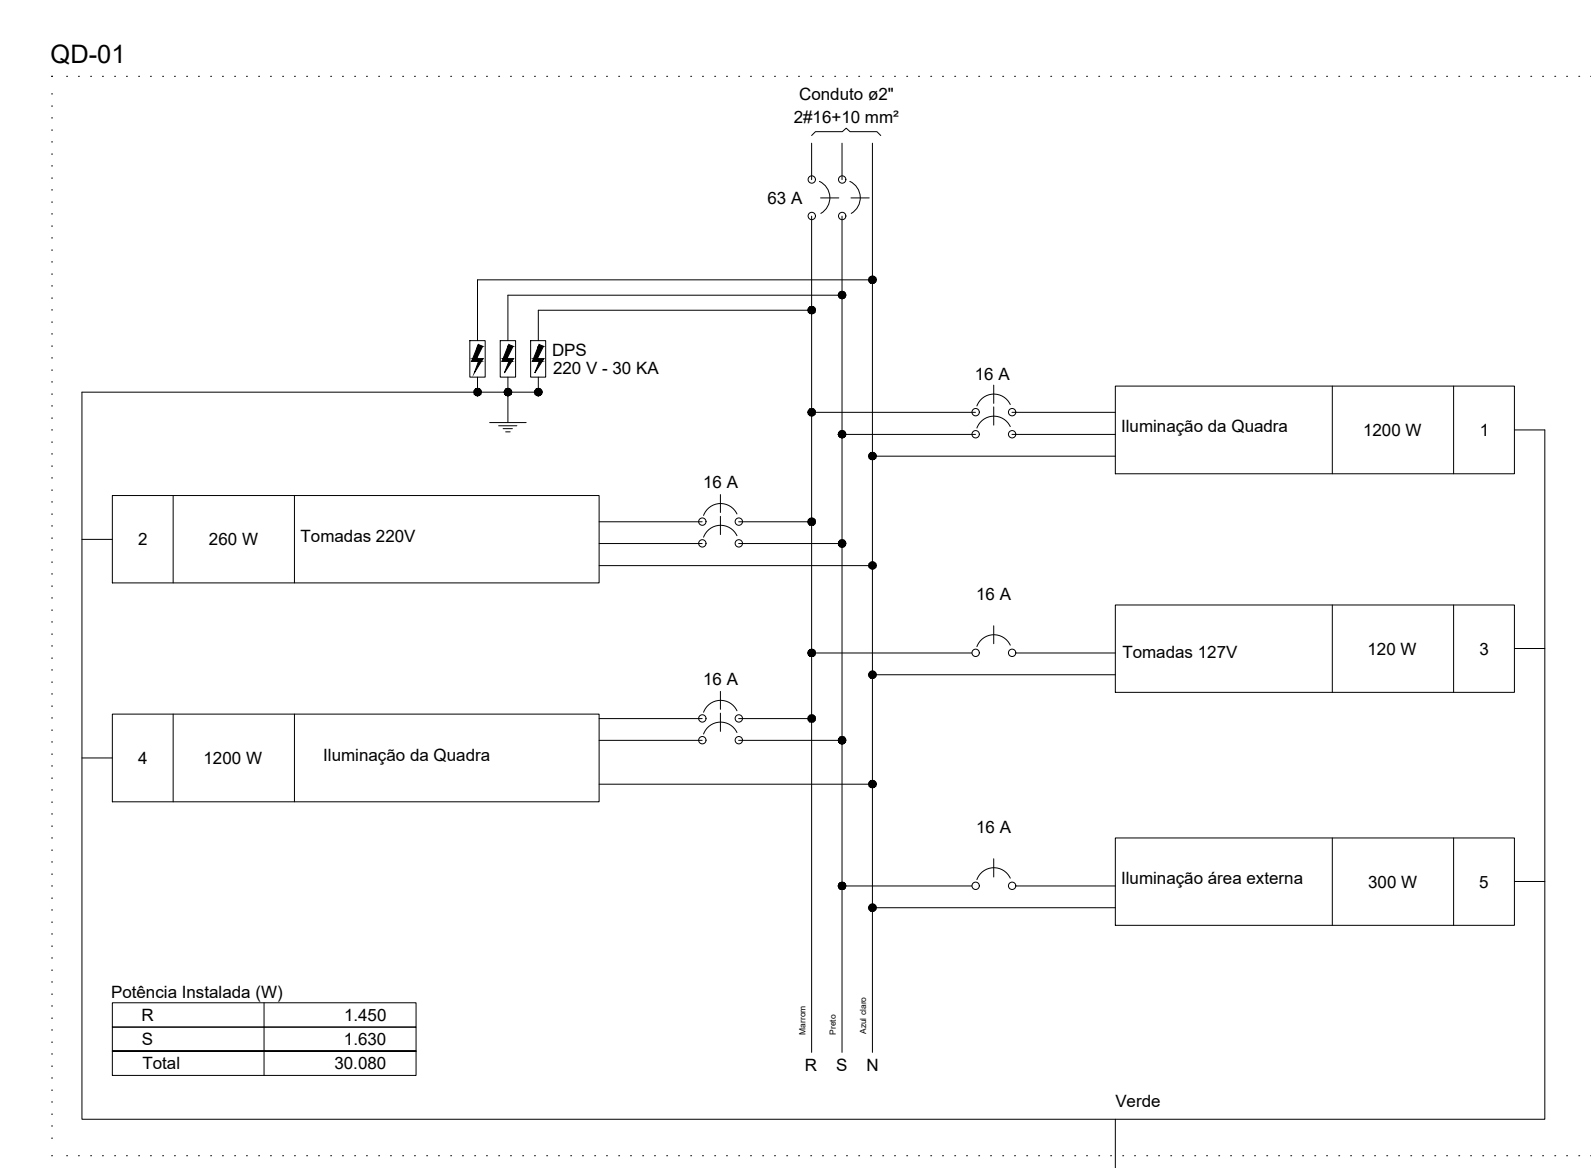 QD-01
Conduto ø2"
2#16+10 mm²
63 A
DPS
220 V - 30 KA
16 A
Iluminação da Quadra 1200 W 1
16 A
2 260 W Tomadas 220V
16 A
Tomadas 127V 120 W 3
16 A
4 1200 W Iluminação da Quadra
16 A
Iluminação área externa 300 W 5
Potência Instalada (W)
R 1.450
S 1.630
Total 30.080
Marrom
Preto
Azul claro
R S N
Verde